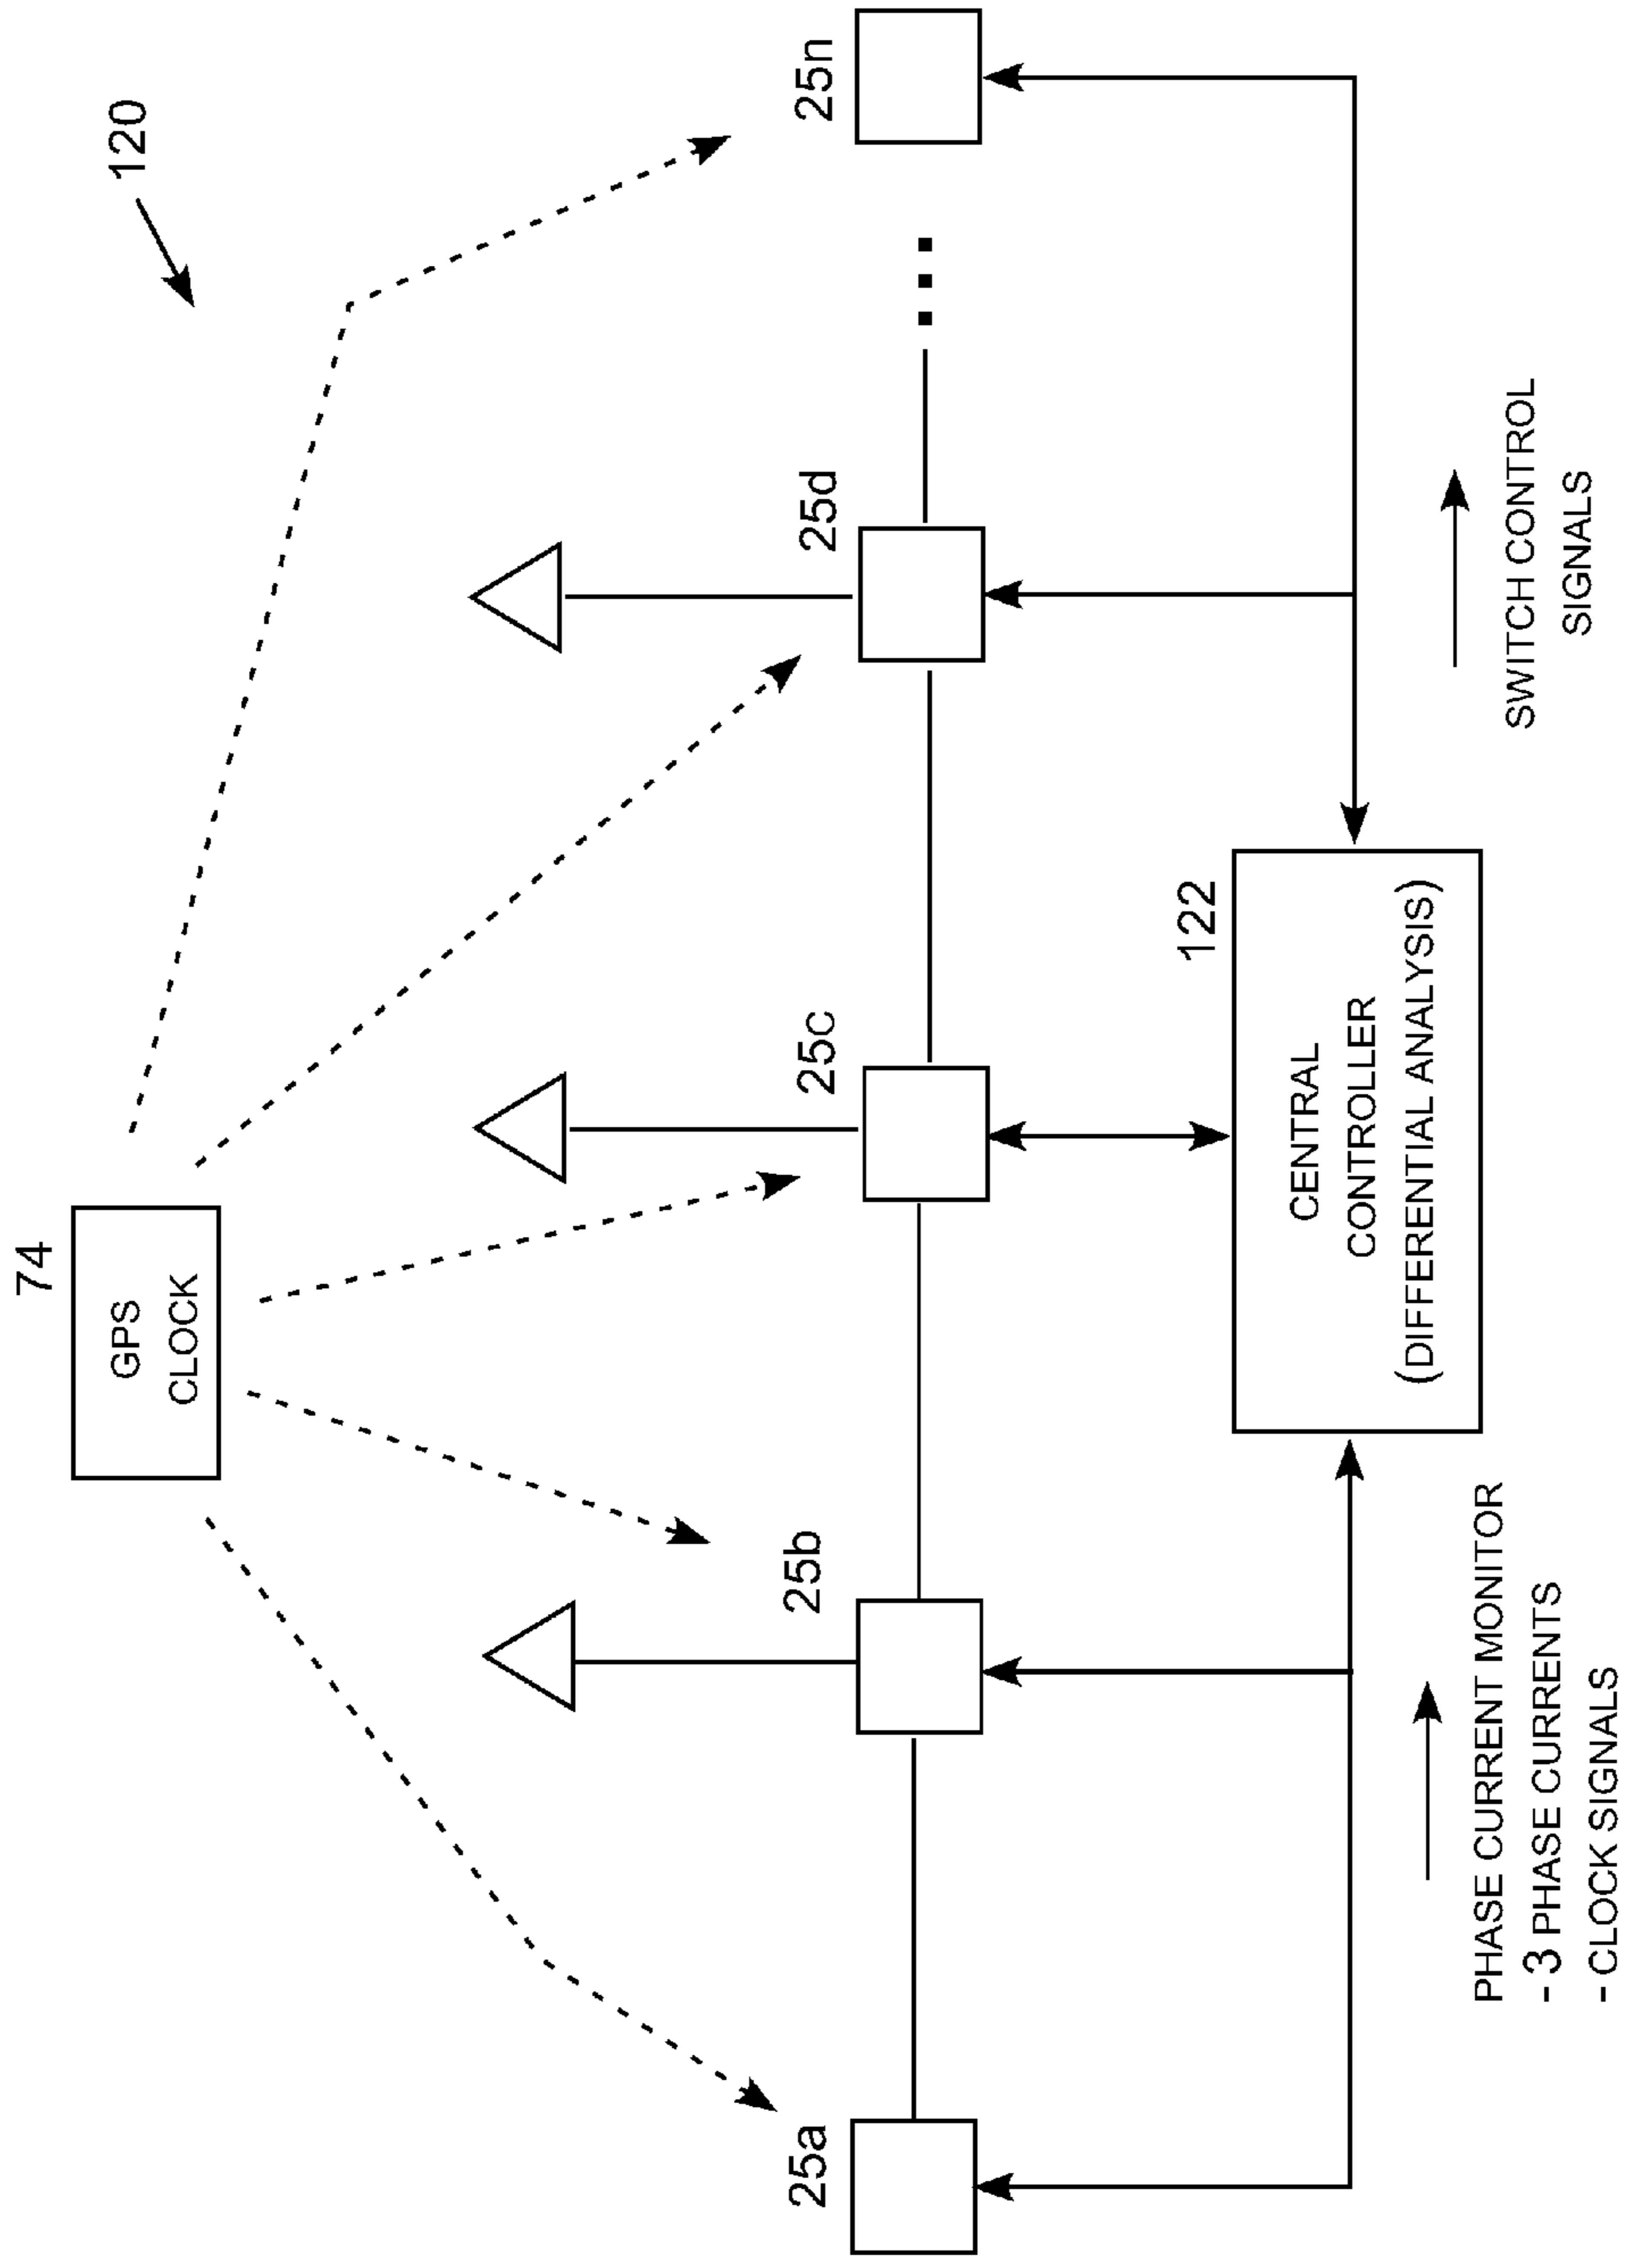 120
74
GPS
CLOCK
25a
25b
25c
25d
25n
122
CENTRAL
CONTROLLER
(DIFFERENTIAL ANALYSIS)
PHASE CURRENT MONITOR
- 3 PHASE CURRENTS
- CLOCK SIGNALS
SWITCH CONTROL
SIGNALS